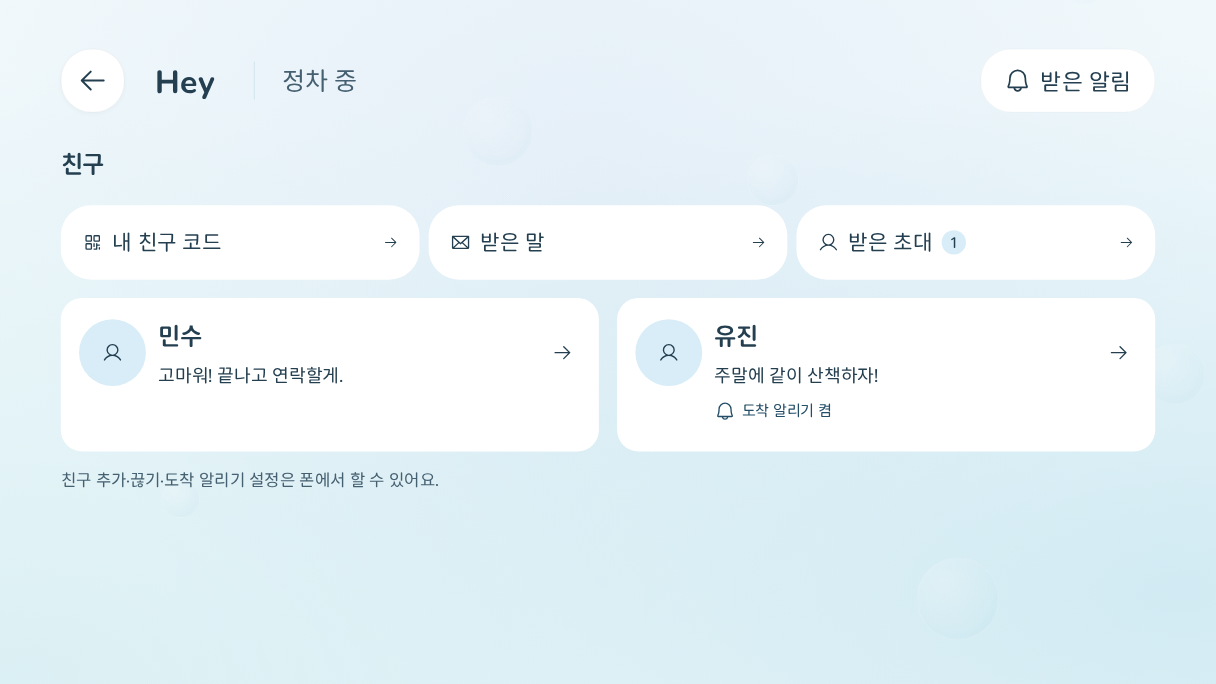 Hey
정차 중
받은 알림
친구
내 친구 코드
받은 말
받은 초대 1
민수
고마워! 끝나고 연락할게.
유진
주말에 같이 산책하자!
도착 알리기 켬
친구 추가·끊기·도착 알리기 설정은 폰에서 할 수 있어요.